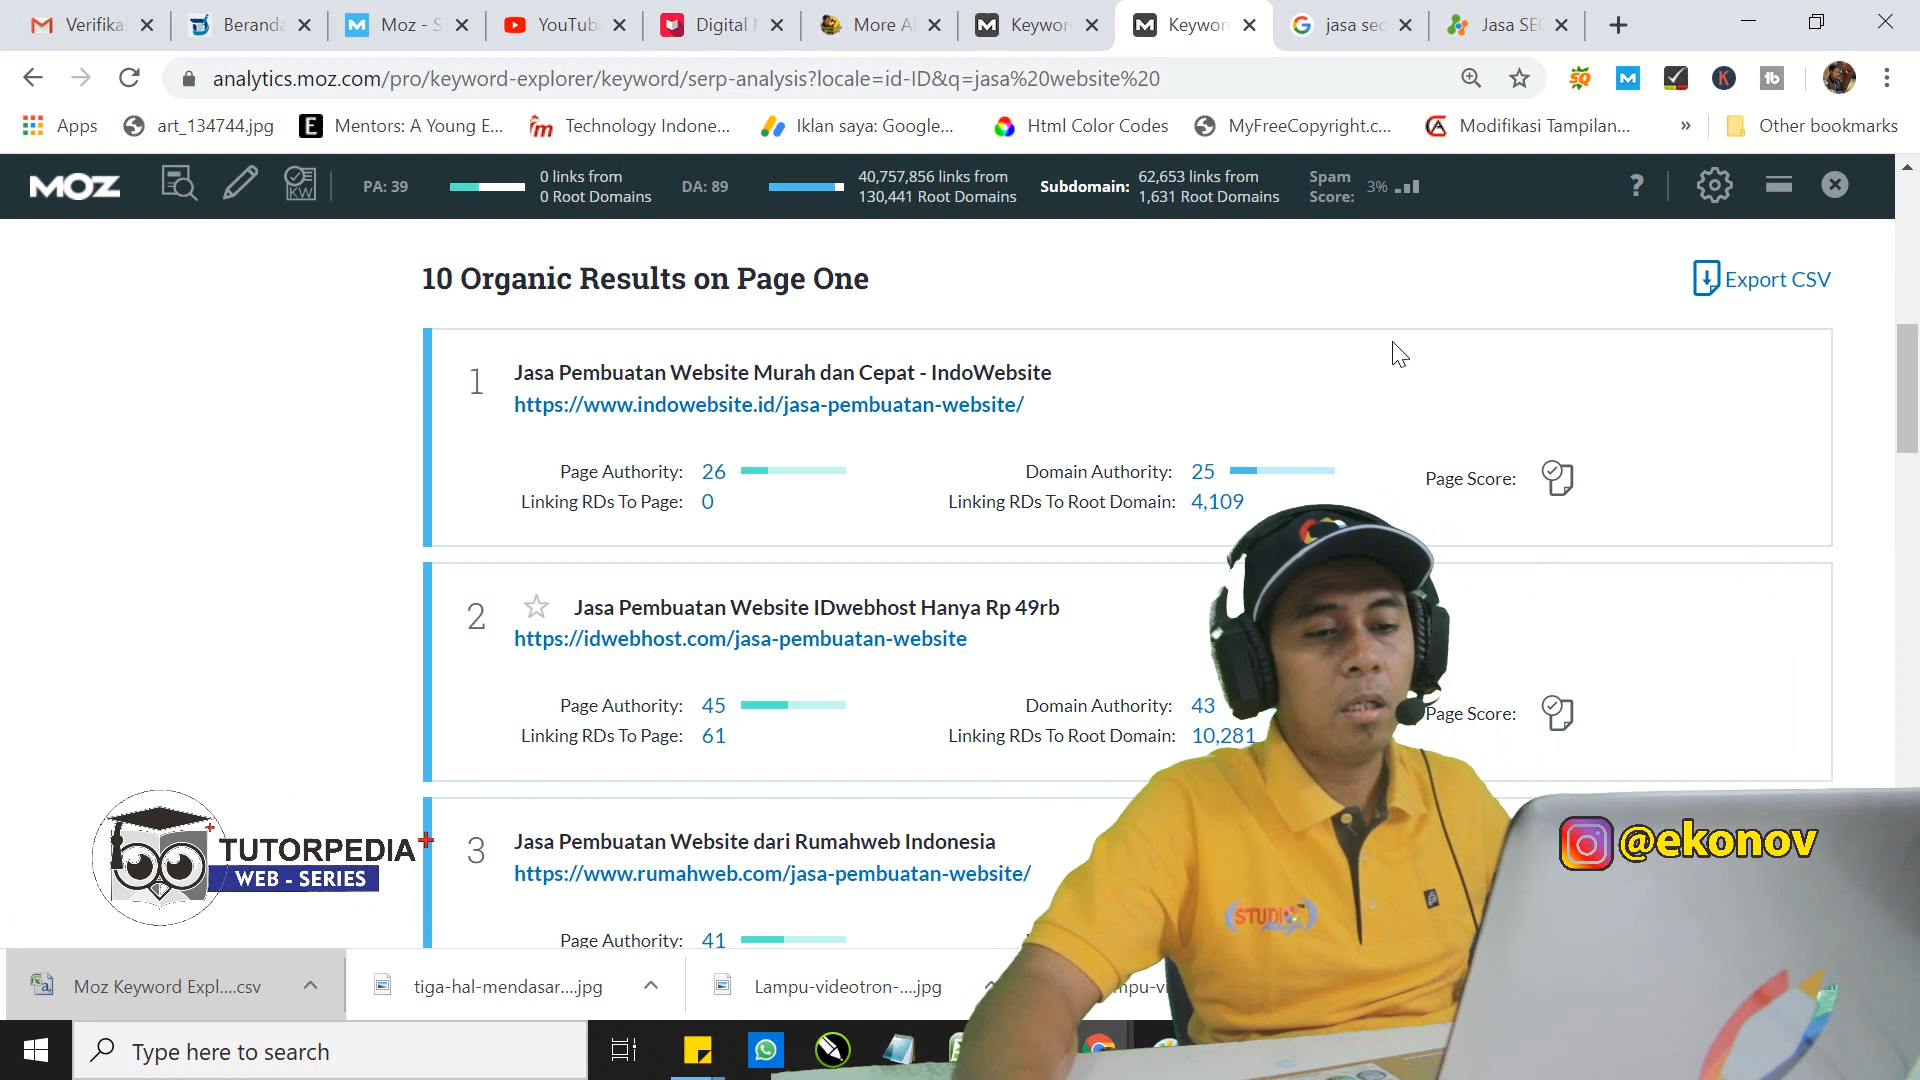 Verifika
Beranda
Moz - S
YouTub
Digital M
More Al
Keywor
Keywor
jasa seo
Jasa SEO
analytics.moz.com/pro/keyword-explorer/keyword/serp-analysis?locale=id-ID&q=jasa%20website%20
Apps
art_134744.jpg
Mentors: A Young E...
Technology Indone...
Iklan saya: Google...
Html Color Codes
MyFreeCopyright.c...
Modifikasi Tampilan...
»
Other bookmarks
MOZ
KW
PA: 39
0 links from
0 Root Domains
DA: 89
40,757,856 links from
130,441 Root Domains
Subdomain:
62,653 links from
1,631 Root Domains
Spam
Score:
3%
?
10 Organic Results on Page One
Export CSV
1
Jasa Pembuatan Website Murah dan Cepat - IndoWebsite
https://www.indowebsite.id/jasa-pembuatan-website/
Page Authority: 26
Domain Authority: 25
Page Score:
Linking RDs To Page: 0
Linking RDs To Root Domain: 4,109
2
Jasa Pembuatan Website IDwebhost Hanya Rp 49rb
https://idwebhost.com/jasa-pembuatan-website
Page Authority: 45
Domain Authority: 43
Page Score:
Linking RDs To Page: 61
Linking RDs To Root Domain: 10,281
3
Jasa Pembuatan Website dari Rumahweb Indonesia
https://www.rumahweb.com/jasa-pembuatan-website/
Page Authority: 41
TUTORPEDIA+
WEB - SERIES
@ekonov
STUDIO
Moz Keyword Expl....csv
tiga-hal-mendasar....jpg
Lampu-videotron-....jpg
mpu-vi
Type here to search